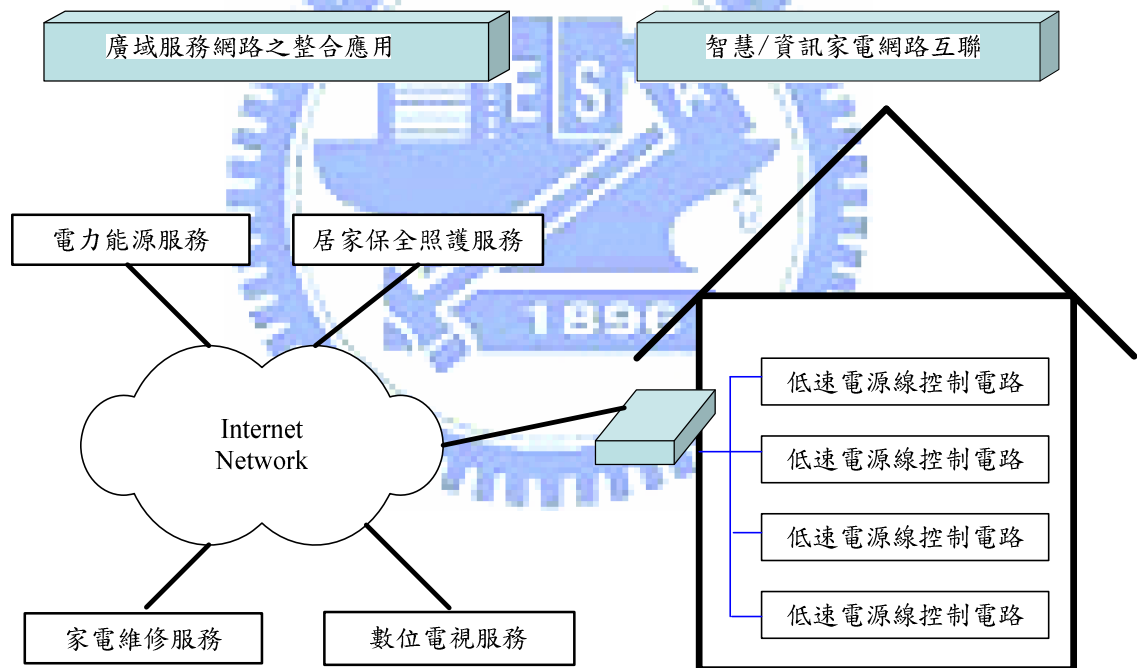 廣域服務網路之整合應用
智慧/資訊家電網路互聯
E S
1896
電力能源服務
居家保全照護服務
Internet
Network
家電維修服務
數位電視服務
低速電源線控制電路
低速電源線控制電路
低速電源線控制電路
低速電源線控制電路